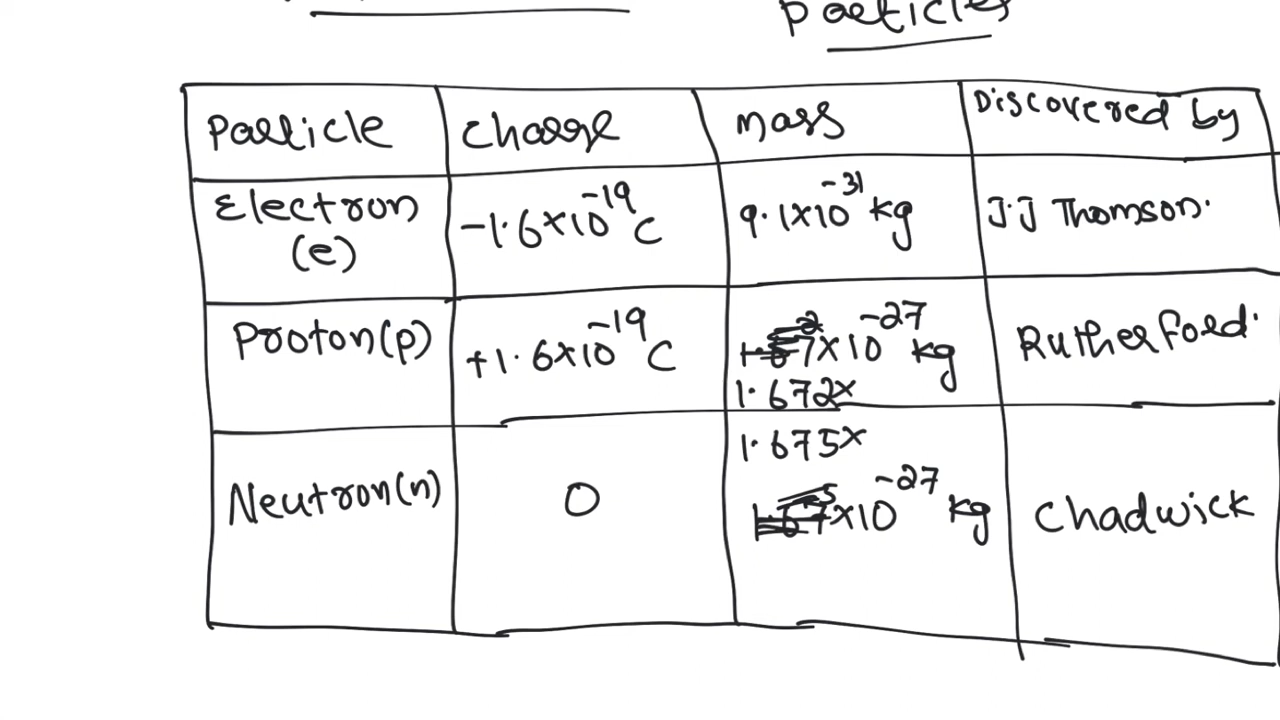 Particles
Particle Charge Mass Discovered by
Electron (e) -1.6×10⁻¹⁹ C 9.1×10⁻³¹ kg J.J Thomson.
Proton(p) +1.6×10⁻¹⁹ C ×10⁻²⁷ kg Rutherford.
1.672×
Neutron(n) 0 1.675× Chadwick
×10⁻²⁷ kg